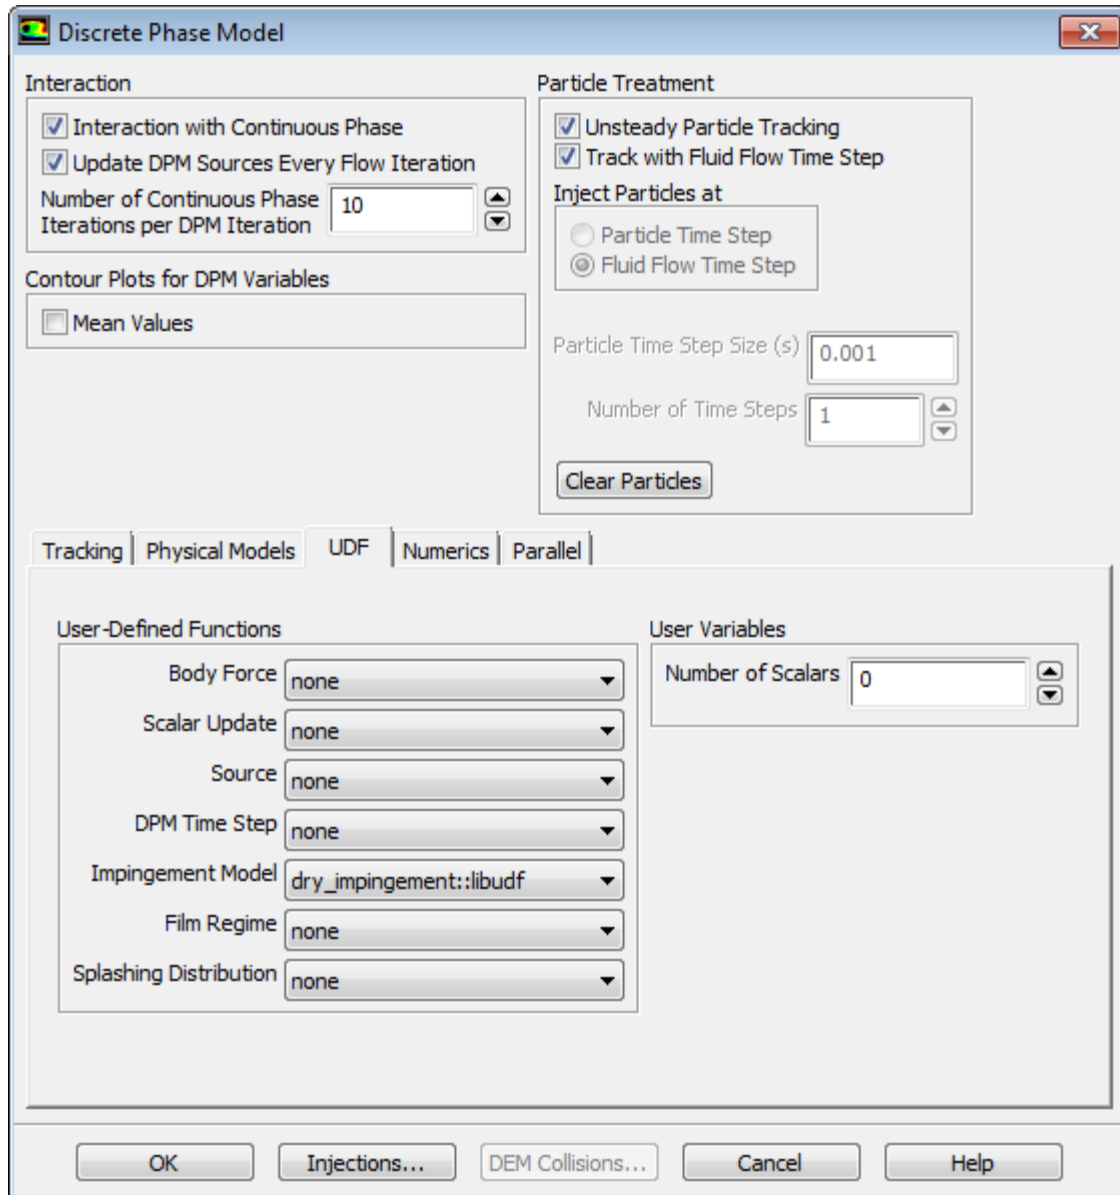 Discrete Phase Model
Interaction
Interaction with Continuous Phase
Update DPM Sources Every Flow Iteration
Number of Continuous Phase
Iterations per DPM Iteration
10
Contour Plots for DPM Variables
Mean Values
Particle Treatment
Unsteady Particle Tracking
Track with Fluid Flow Time Step
Inject Particles at
Particle Time Step
Fluid Flow Time Step
Particle Time Step Size (s)
0.001
Number of Time Steps
1
Clear Particles
Tracking Physical Models UDF Numerics Parallel
User-Defined Functions
Body Force none
Scalar Update none
Source none
DPM Time Step none
Impingement Model dry_impingement::libudf
Film Regime none
Splashing Distribution none
User Variables
Number of Scalars 0
OK Injections... DEM Collisions... Cancel Help